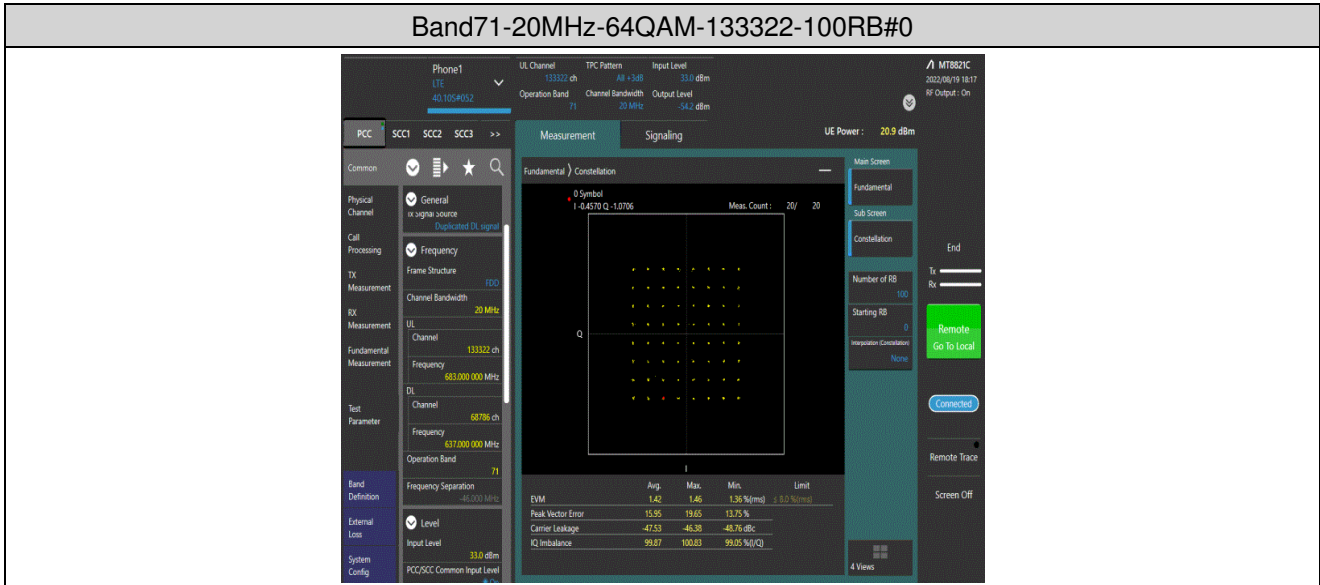 Band71-20MHz-64QAM-133322-100RB#0
Phone1
LTE
40.10S#052
UL Channel
133322 ch
TPC Pattern
All +3dB
Input Level
33.0 dBm
Operation Band
71
Channel Bandwidth
20 MHz
Output Level
-54.2 dBm
MT8821C
2022/08/19 18:17
RF Output : On
PCC SCC1 SCC2 SCC3 >>
Measurement
Signaling
UE Power : 20.9 dBm
Common
Physical
Channel
Call
Processing
TX
Measurement
RX
Measurement
Fundamental
Measurement
Test
Parameter
Band
Definition
External
Loss
System
Config
General
Tx Signal Source
Duplicated DL signal
Frequency
Frame Structure
FDD
Channel Bandwidth
20 MHz
UL
Channel
133322 ch
Frequency
683.000 000 MHz
DL
Channel
68786 ch
Frequency
637.000 000 MHz
Operation Band
71
Frequency Separation
-46.000 MHz
Level
Input Level
33.0 dBm
PCC/SCC Common Input Level
On
Fundamental 〉 Constellation
0 Symbol
I -0.4570 Q -1.0706
Meas. Count : 20/ 20
Q
I
Avg. Max. Min. Limit
EVM 1.42 1.46 1.36 %(rms) ≤ 8.0 %(rms)
Peak Vector Error 15.95 19.65 13.75 %
Carrier Leakage -47.53 -46.38 -48.76 dBc
IQ Imbalance 99.87 100.83 99.05 %(I/Q)
Main Screen
Fundamental
Sub Screen
Constellation
Number of RB
100
Starting RB
0
Interpolation (Constellation)
None
4 Views
End
Tx
Rx
Remote
Go To Local
Connected
Remote Trace
Screen Off